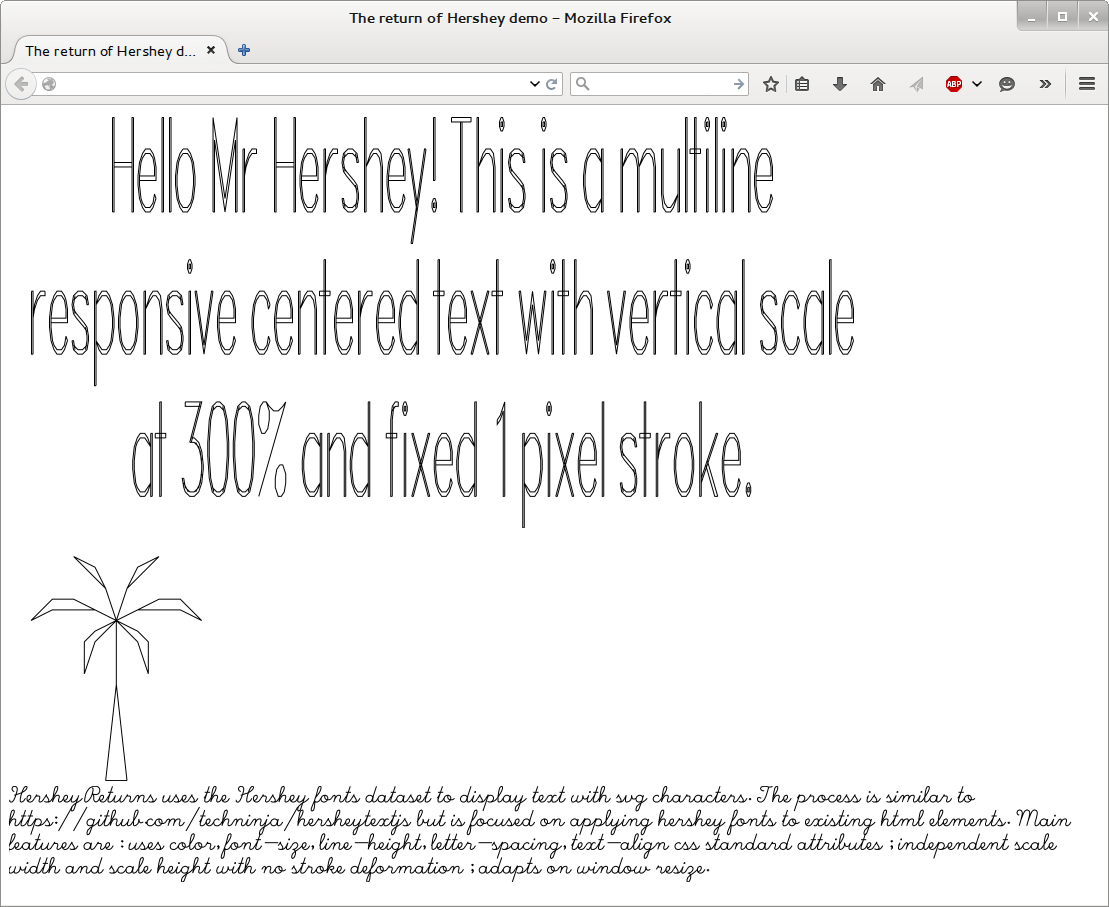 The return of Hershey demo – Mozilla Firefox
The return of Hershey d...
ABP
Hello Mr Hershey! This is a multiline
responsive centered text with vertical scale
at 300% and fixed 1 pixel stroke.
Hershey Returns uses the Hershey fonts dataset to display text with svg characters. The process is similar to
https://github.com/techninja/hersheytextjs but is focused on applying hershey fonts to existing html elements. Main
features are : uses color, font-size, line-height, letter-spacing, text-align css standard attributes ; independent scale
width and scale height with no stroke deformation ; adapts on window resize.